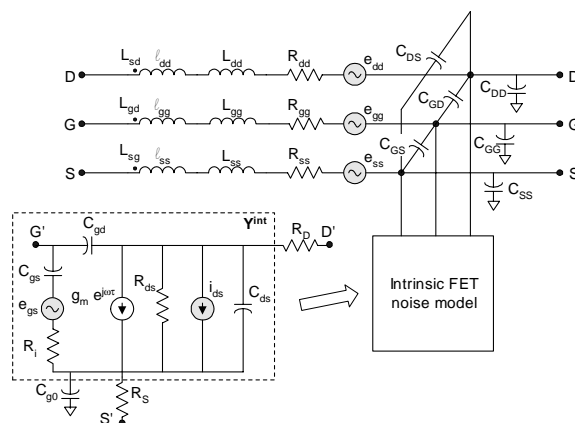 C_DS
L_sd ℓ_dd L_dd R_dd e_dd
D D
C_GD C_DD
L_gd ℓ_gg L_gg R_gg e_gg
G G
C_GS C_GG
L_sg ℓ_ss L_ss R_ss e_ss
S S
C_SS
Y^int
G' C_gd R_D D'
C_gs
g_m e^jωτ R_ds i_ds C_ds
e_gs
R_i
Intrinsic FET
noise model
C_g0 R_S
S'